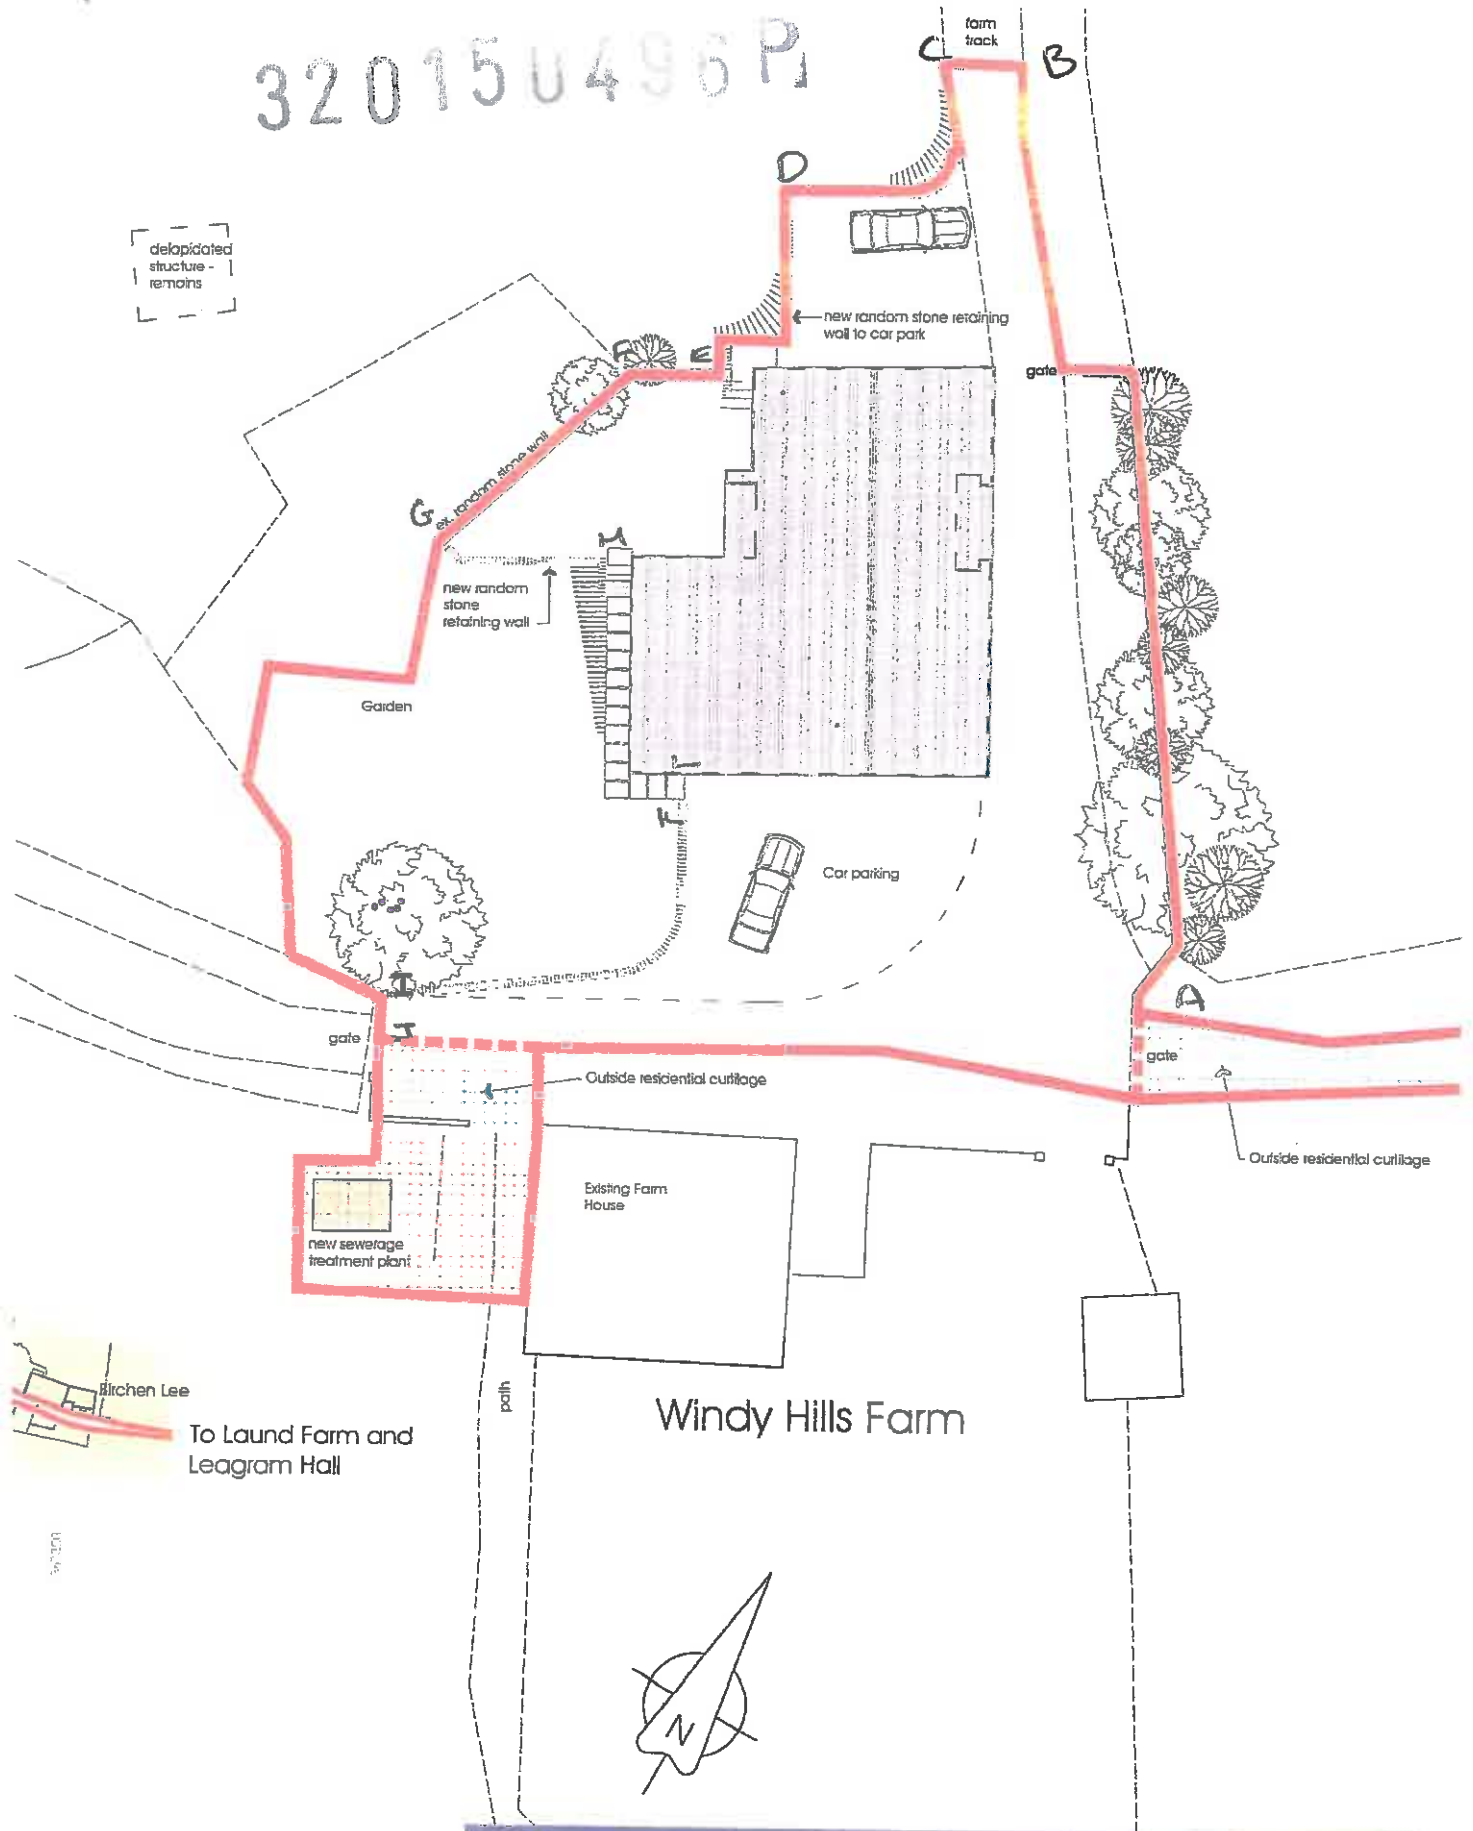 320150496P
farm
track
C
B
D
delapidated
structure -
remains
new random stone retaining
wall to car park
F
E
gate
G
ex. random stone wall
M
new random
stone
retaining wall
Garden
L
K
Car parking
I
J
gate
A
gate
Outside residential curtilage
Outside residential curtilage
Existing Farm
House
new sewerage
treatment plant
Birchen Lee
To Laund Farm and
Leagram Hall
path
Windy Hills Farm
N